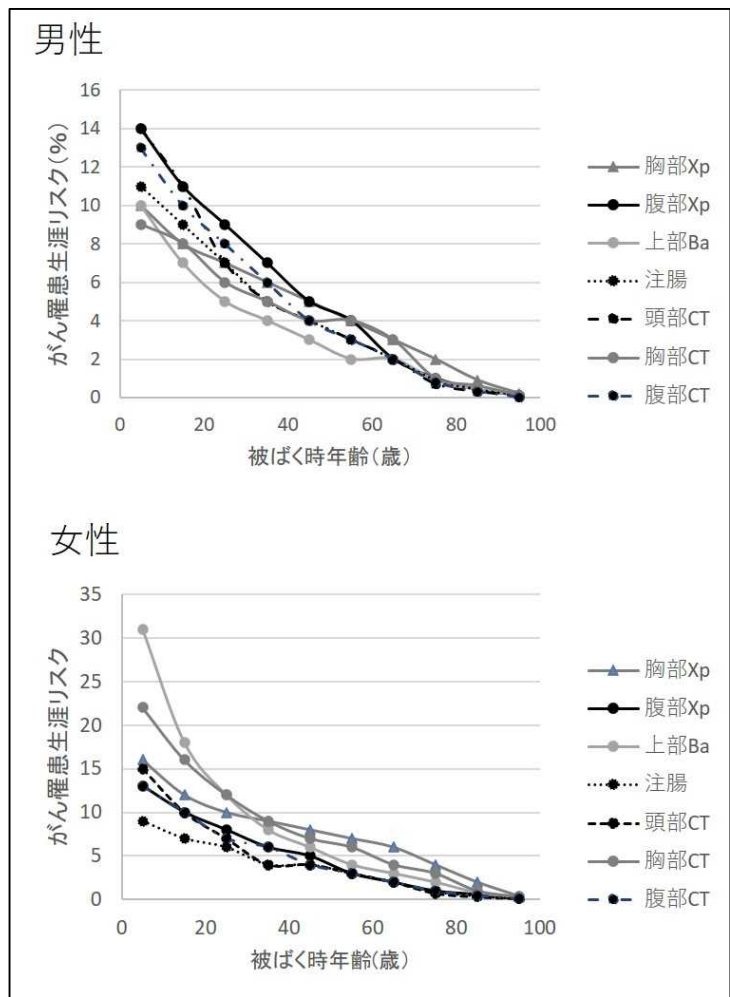 男性
16
14
12
10
8
6
4
2
0
がん罹患生涯リスク(%)
0 20 40 60 80 100
被ばく時年齢(歳)
胸部Xp
腹部Xp
上部Ba
注腸
頭部CT
胸部CT
腹部CT
女性
35
30
25
20
15
10
5
0
がん罹患生涯リスク
0 20 40 60 80 100
被ばく時年齢(歳)
胸部Xp
腹部Xp
上部Ba
注腸
頭部CT
胸部CT
腹部CT